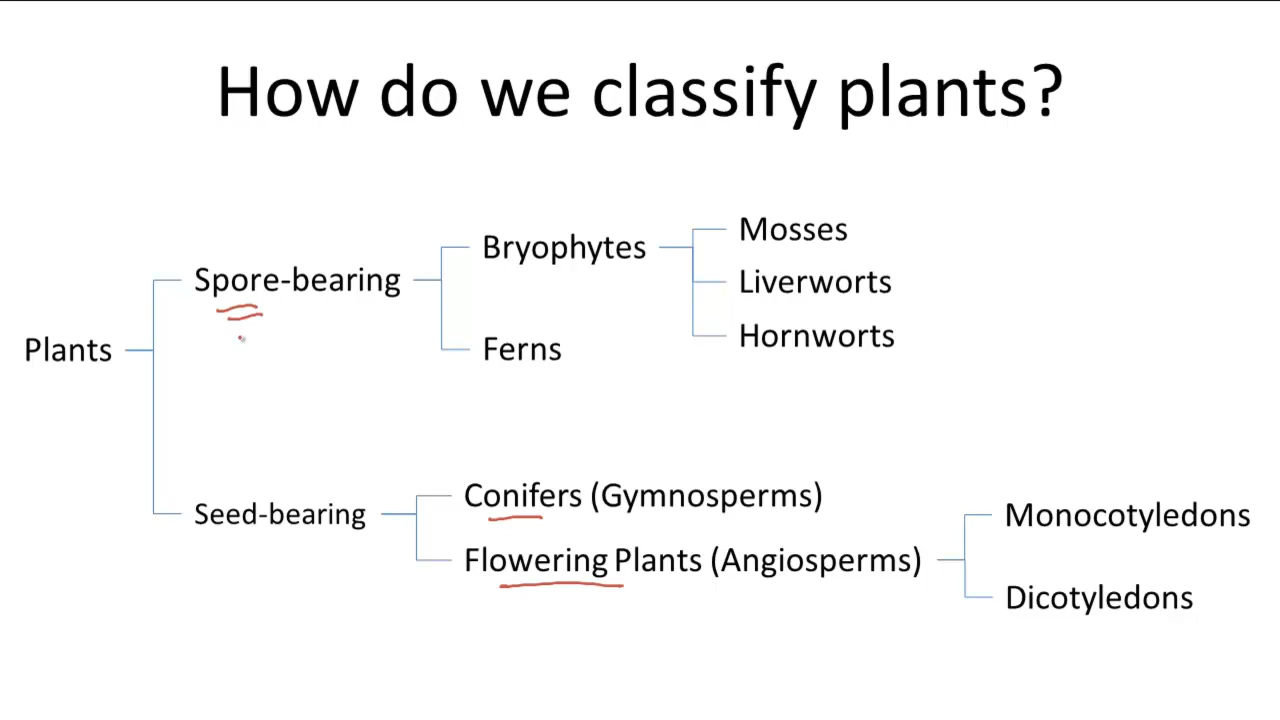 How do we classify plants?
Plants
Spore-bearing
Bryophytes
Mosses
Liverworts
Hornworts
Ferns
Seed-bearing
Conifers (Gymnosperms)
Flowering Plants (Angiosperms)
Monocotyledons
Dicotyledons